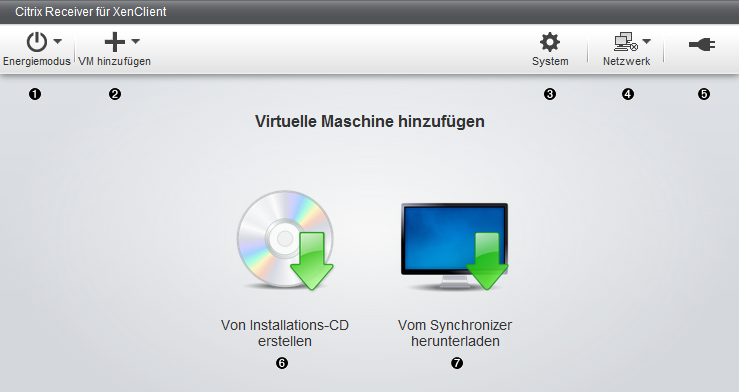 Citrix Receiver für XenClient
Energiemodus VM hinzufügen System Netzwerk
❶ ❷ ❸ ❹ ❺
Virtuelle Maschine hinzufügen
Von Installations-CD erstellen
❻
Vom Synchronizer herunterladen
❼